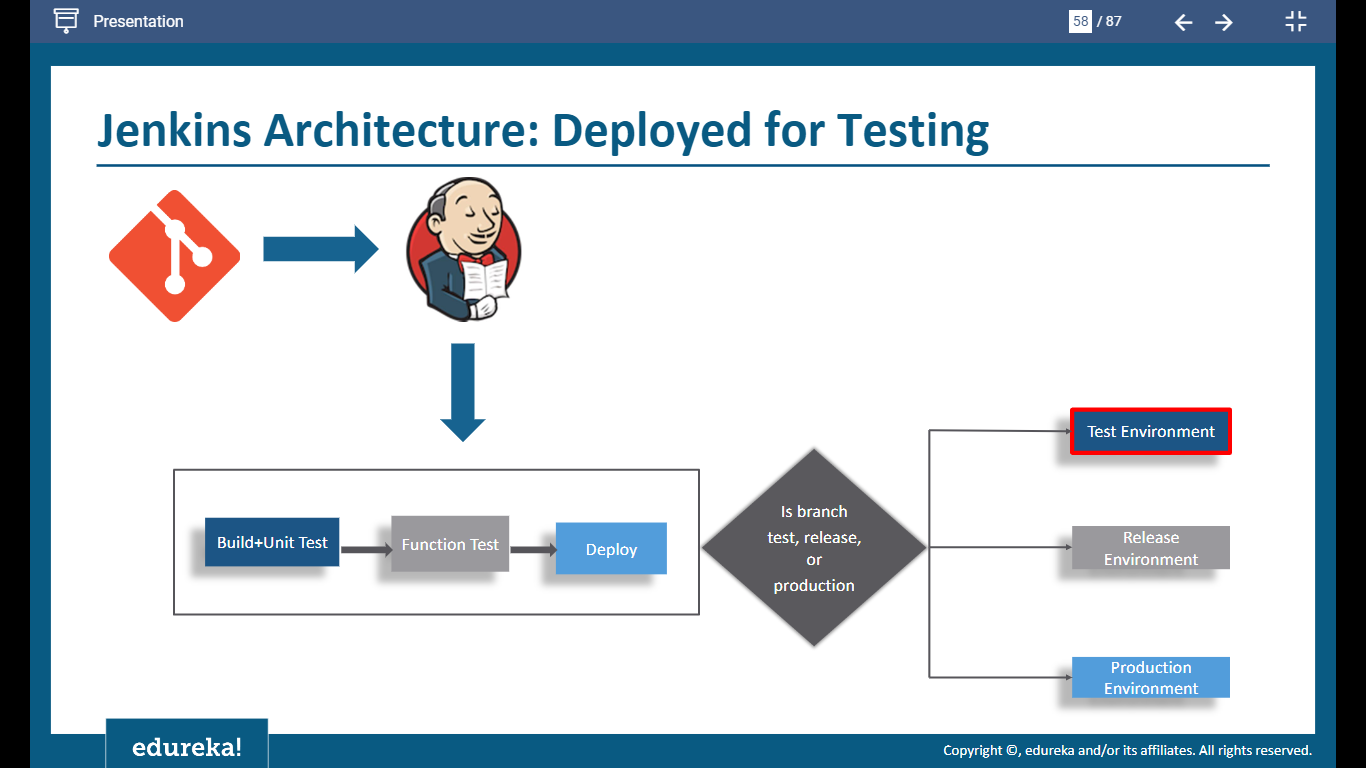 Presentation
58 / 87
Jenkins Architecture: Deployed for Testing
Test Environment
Is branch
test, release,
or
production
Build+Unit Test
Function Test
Deploy
Release
Environment
Production
Environment
edureka!
Copyright ©, edureka and/or its affiliates. All rights reserved.